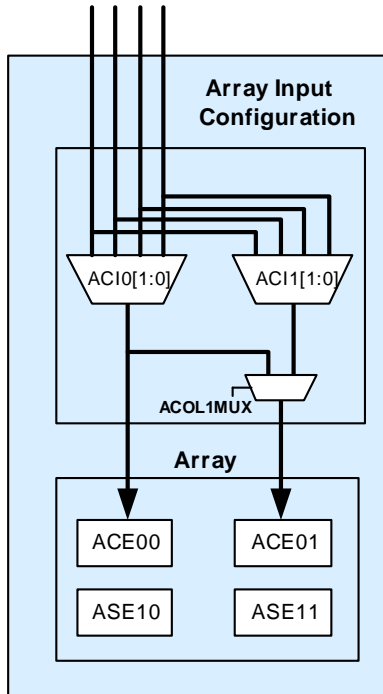 Array Input
Configuration
ACI0[1:0]
ACI1[1:0]
ACOL1MUX
Array
ACE00
ACE01
ASE10
ASE11